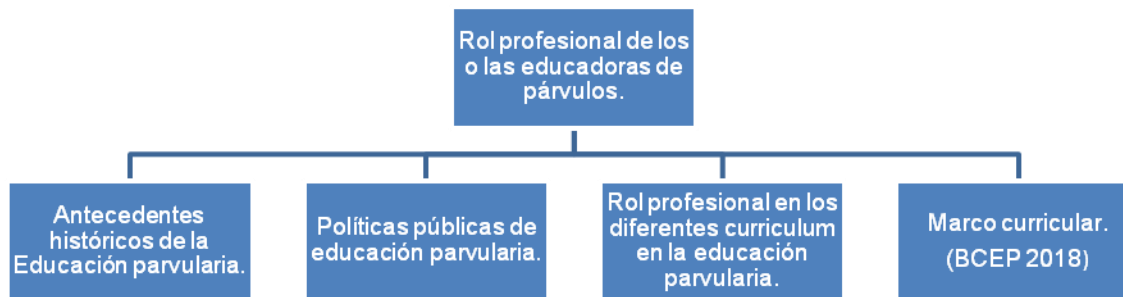 Rol profesional de los
o las educadoras de
párvulos.
Antecedentes
históricos de la
Educación parvularia.
Políticas públicas de
educación parvularia.
Rol profesional en los
diferentes curriculum
en la educación
parvularia.
Marco curricular.
(BCEP 2018)